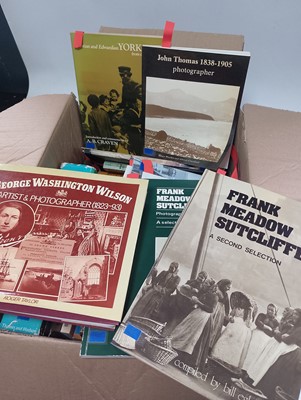 and Edwardian YORK
A.B. CRAVEN
John Thomas 1838-1905
photographer
GEORGE WASHINGTON WILSON
ARTIST & PHOTOGRAPHER (1823-93)
ROGER TAYLOR
FRANK
MEADOW
SUTCLIFFE
A selec
FRANK
MEADOW
SUTCLIFFE
A SECOND SELECTION
compiled by bill